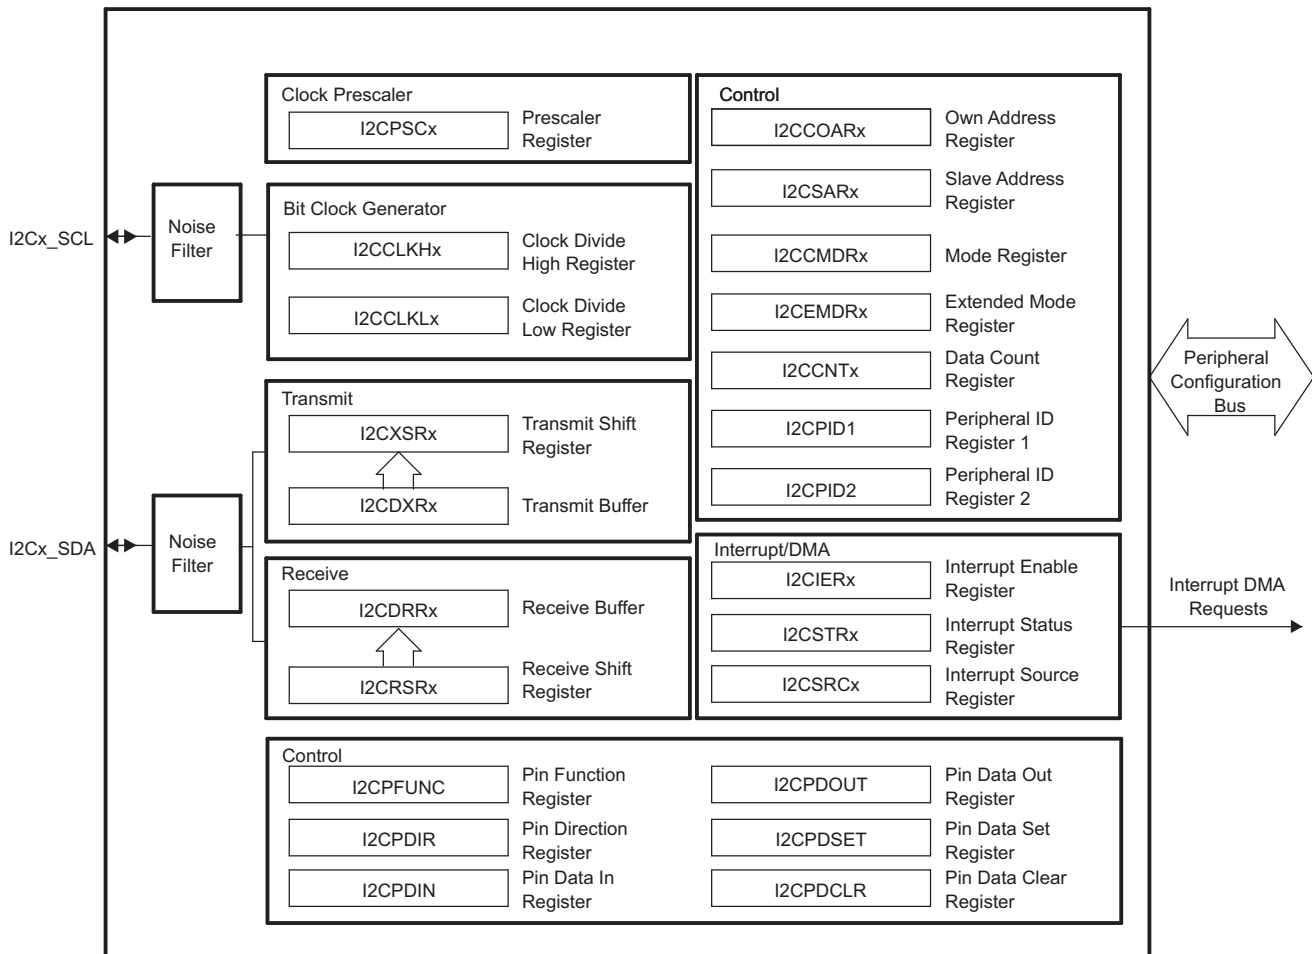 Clock Prescaler
I2CPSCx
Prescaler
Register
Control
I2CCOARx
Own Address
Register
I2CSARx
Slave Address
Register
I2CCMDRx
Mode Register
I2CEMDRx
Extended Mode
Register
I2CCNTx
Data Count
Register
I2CPID1
Peripheral ID
Register 1
I2CPID2
Peripheral ID
Register 2
I2Cx_SCL
Noise
Filter
Bit Clock Generator
I2CCLKHx
Clock Divide
High Register
I2CCLKLx
Clock Divide
Low Register
Peripheral
Configuration
Bus
Transmit
I2CXSRx
Transmit Shift
Register
I2CDXRx
Transmit Buffer
I2Cx_SDA
Noise
Filter
Receive
I2CDRRx
Receive Buffer
I2CRSRx
Receive Shift
Register
Interrupt/DMA
I2CIERx
Interrupt Enable
Register
I2CSTRx
Interrupt Status
Register
I2CSRCx
Interrupt Source
Register
Interrupt DMA
Requests
Control
I2CPFUNC
Pin Function
Register
I2CPDIR
Pin Direction
Register
I2CPDIN
Pin Data In
Register
I2CPDOUT
Pin Data Out
Register
I2CPDSET
Pin Data Set
Register
I2CPDCLR
Pin Data Clear
Register